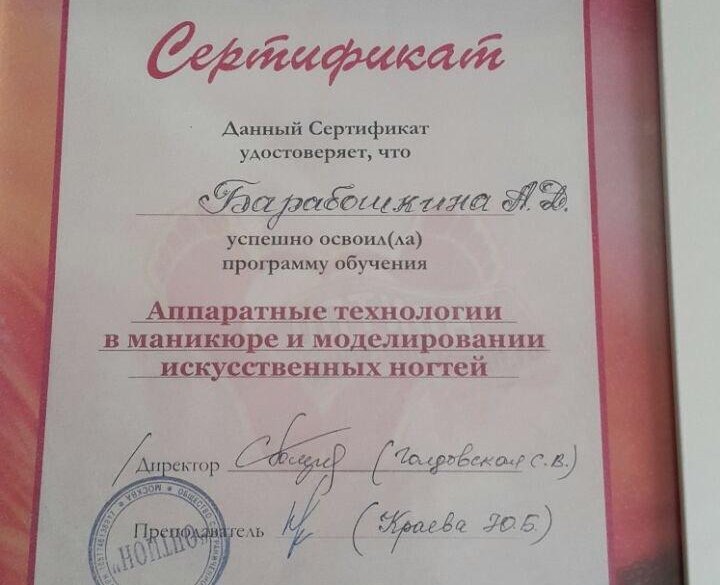 Сертификат
Данный Сертификат
удостоверяет, что
Барабошкина А.Д.
успешно освоил(ла)
программу обучения
Аппаратные технологии
в маникюре и моделировании
искусственных ногтей
Директор (Голдовская С.В.)
Преподаватель (Краева Ю.Б.)
МОСКВА